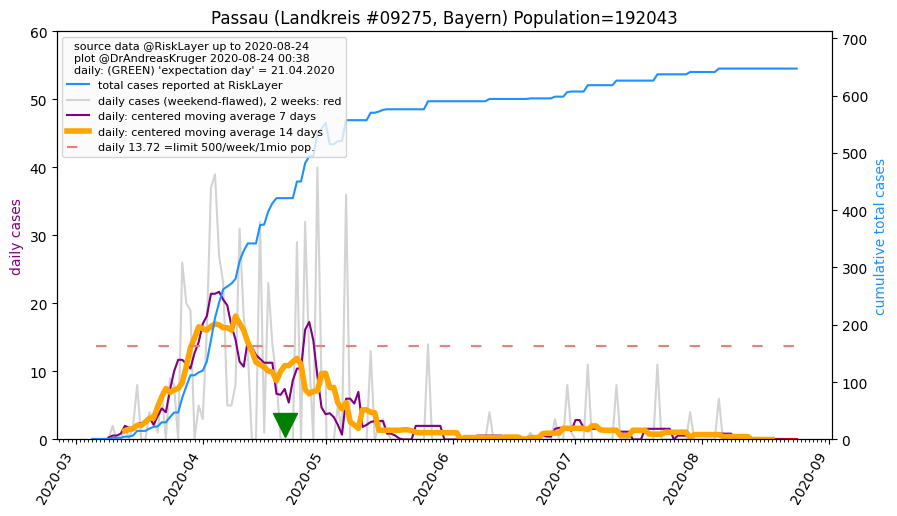 Passau (Landkreis #09275, Bayern) Population=192043
source data @RiskLayer up to 2020-08-24
plot @DrAndreasKruger 2020-08-24 00:38
daily: (GREEN) 'expectation day' = 21.04.2020
total cases reported at RiskLayer
daily cases (weekend-flawed), 2 weeks: red
daily: centered moving average 7 days
daily: centered moving average 14 days
daily 13.72 =limit 500/week/1mio pop.
daily cases
60
50
40
30
20
10
0
cumulative total cases
700
600
500
400
300
200
100
0
2020-03
2020-04
2020-05
2020-06
2020-07
2020-08
2020-09